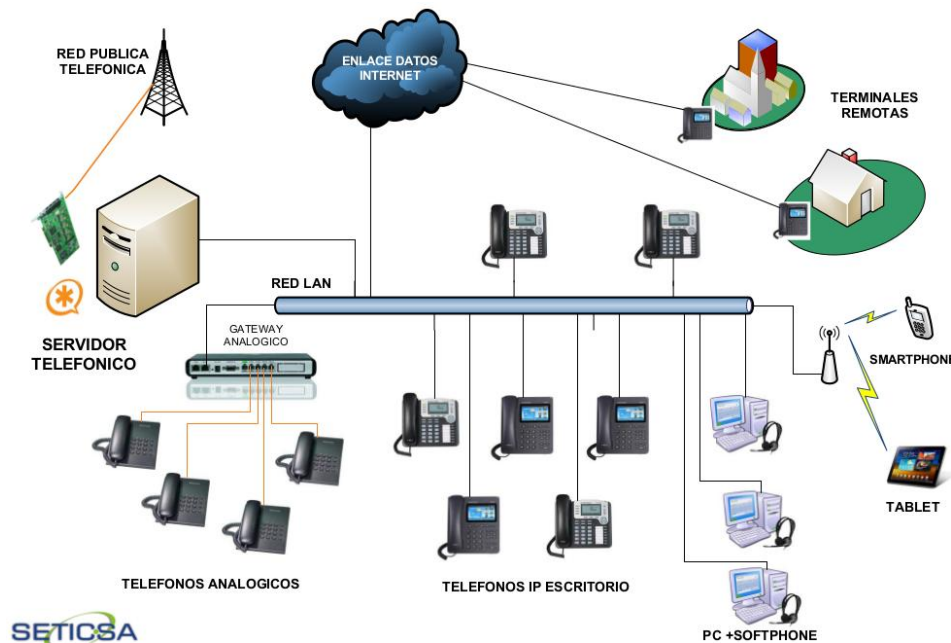 RED PUBLICA
TELEFONICA
ENLACE DATOS
INTERNET
TERMINALES
REMOTAS
RED LAN
SERVIDOR
TELEFONICO
GATEWAY
ANALOGICO
SMARTPHONE
TABLET
TELEFONOS ANALOGICOS
TELEFONOS IP ESCRITORIO
PC +SOFTPHONE
SETICSA